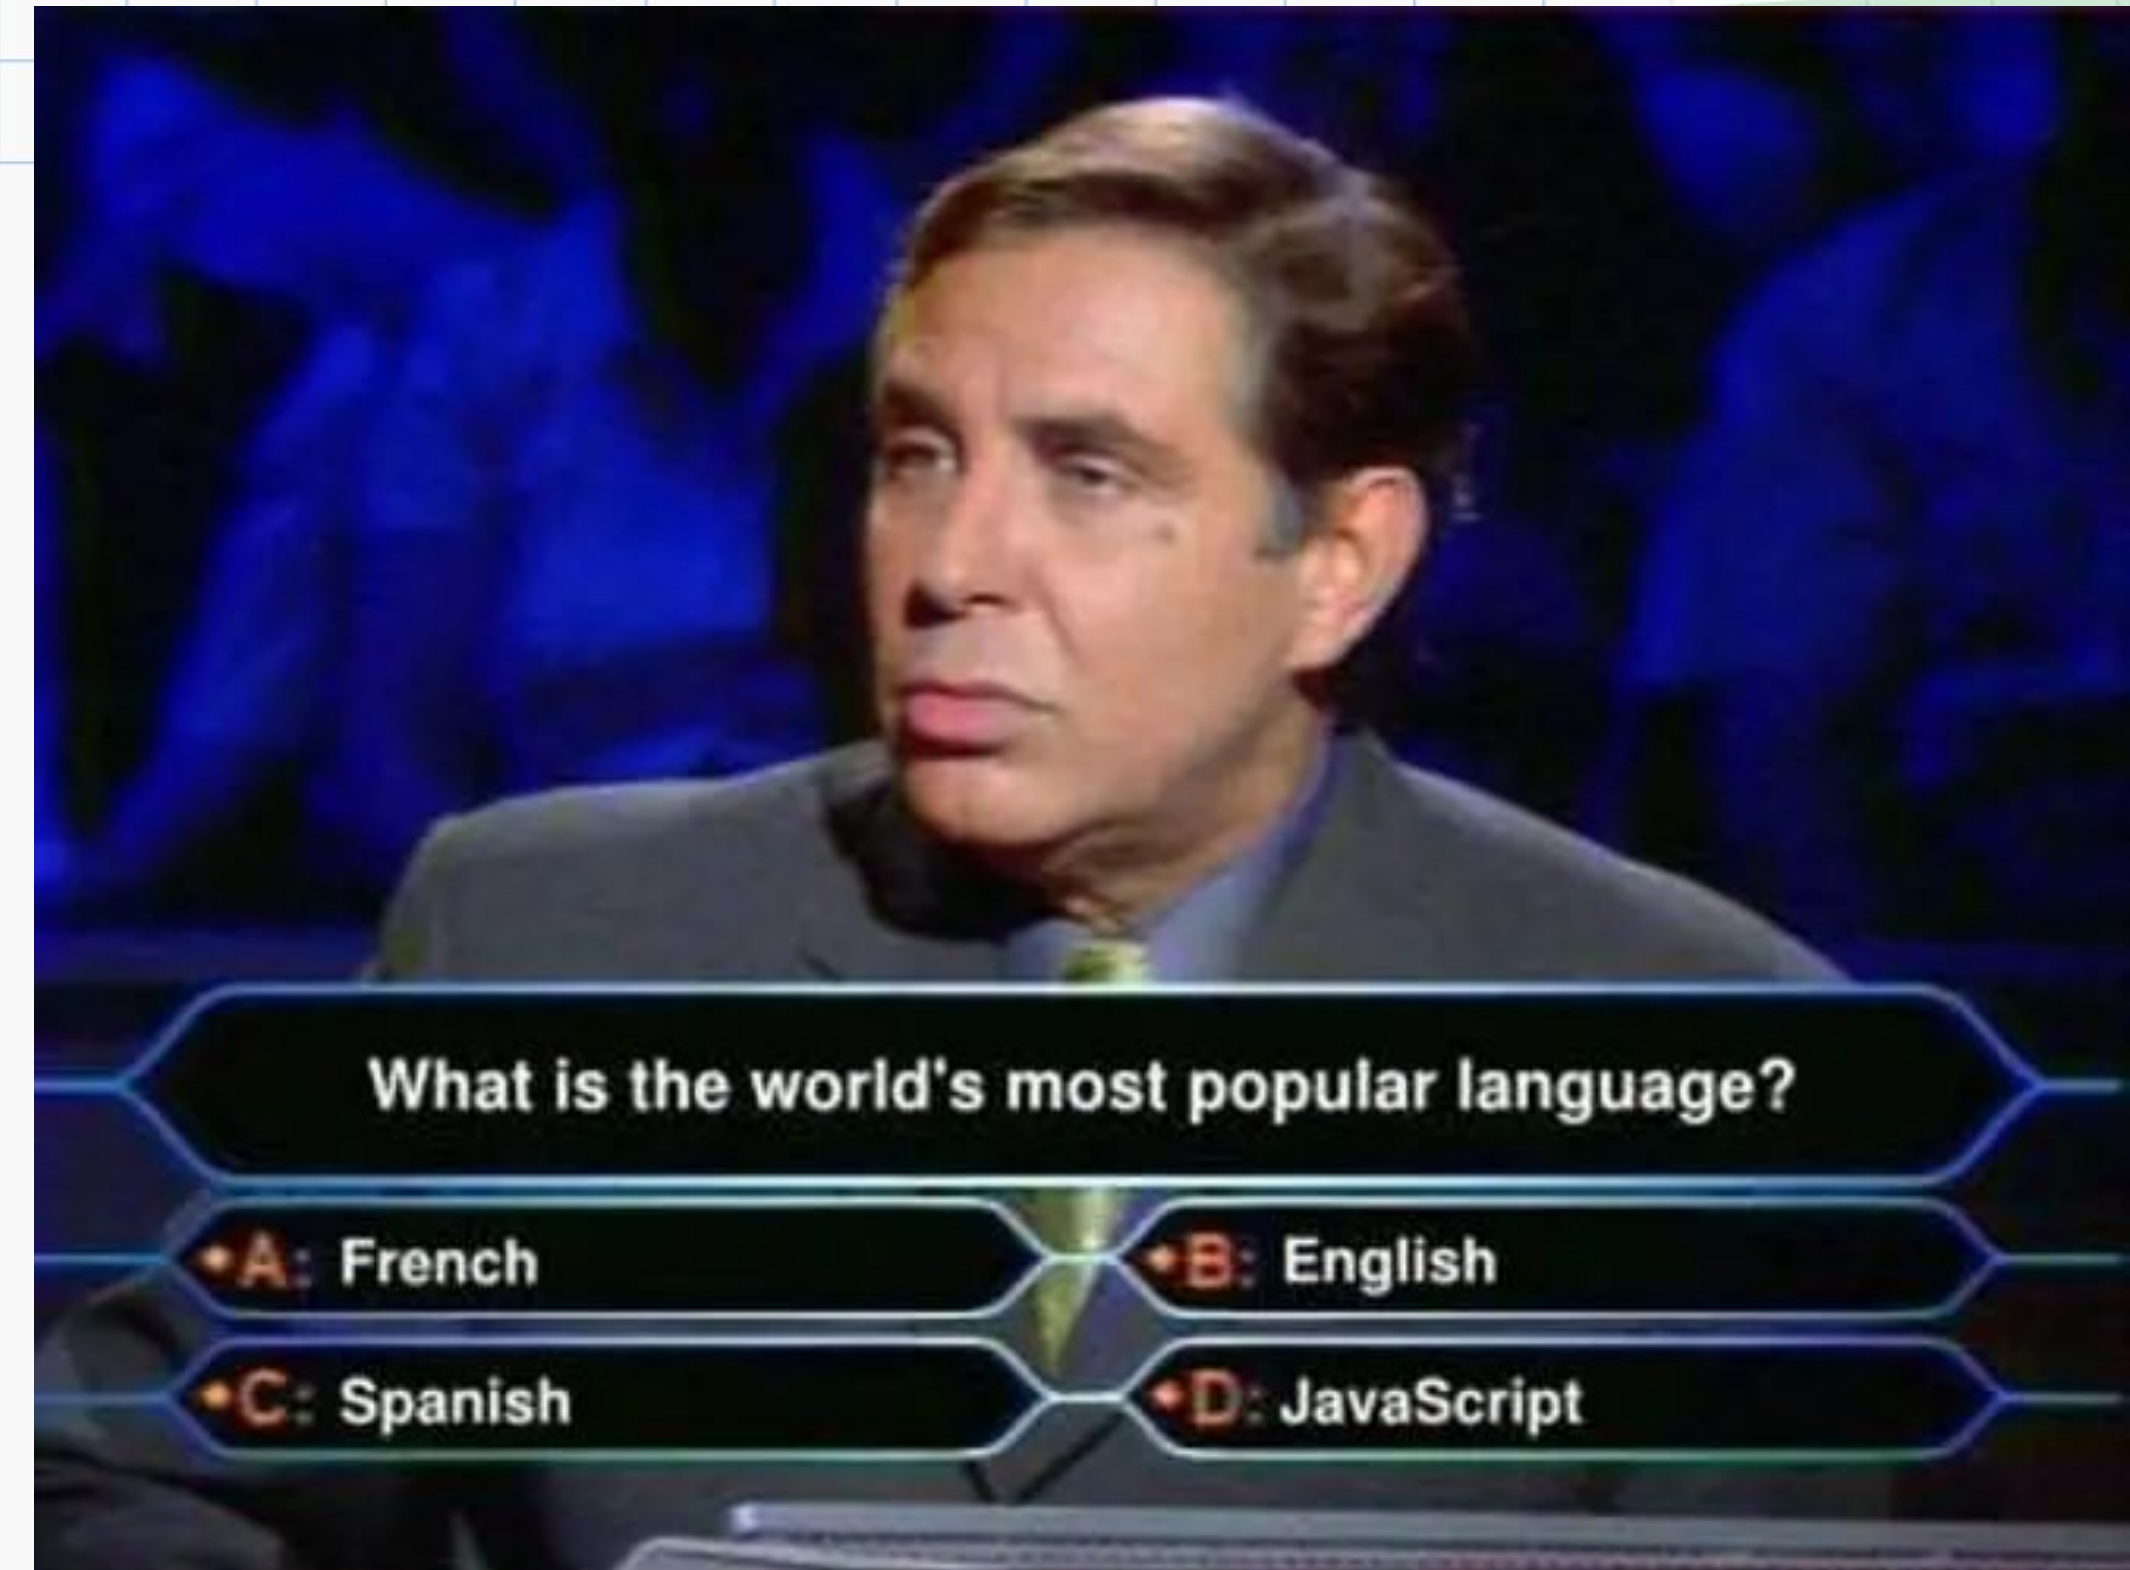 What is the world's most popular language?
A: French
B: English
C: Spanish
D: JavaScript